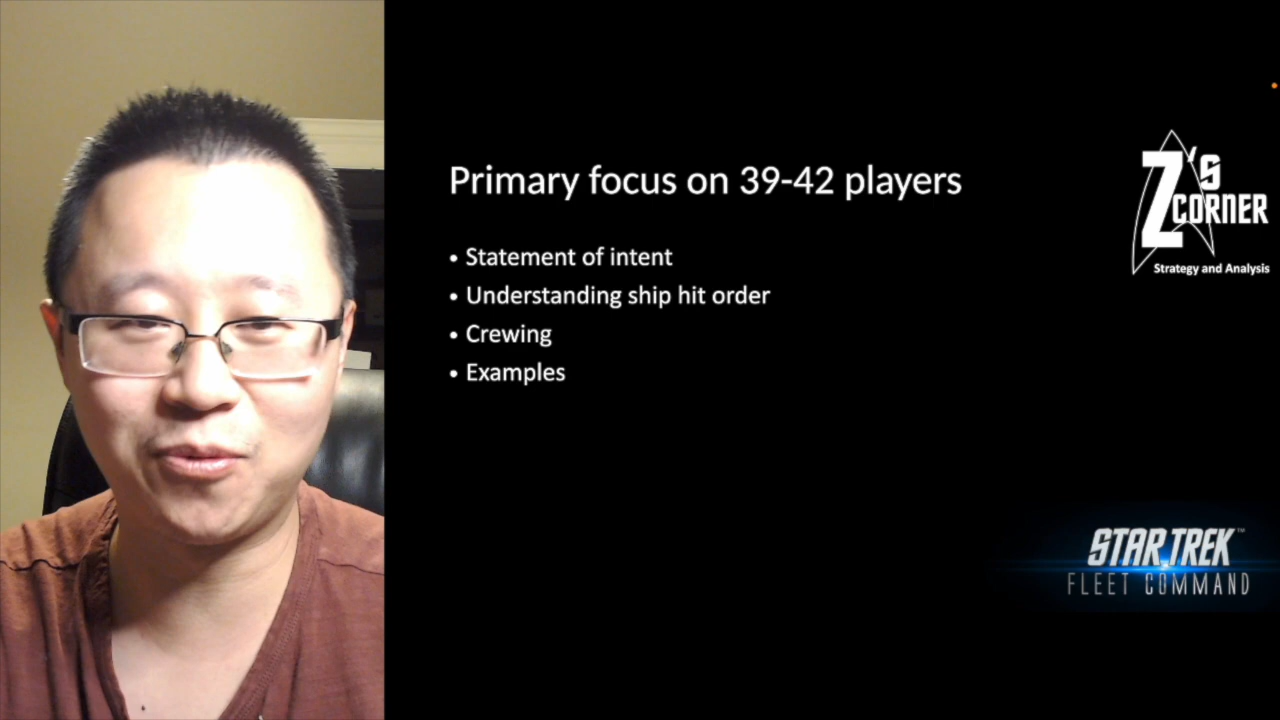 Primary focus on 39-42 players
• Statement of intent
• Understanding ship hit order
• Crewing
• Examples
Z's
CORNER
Strategy and Analysis
STAR TREK™
FLEET COMMAND